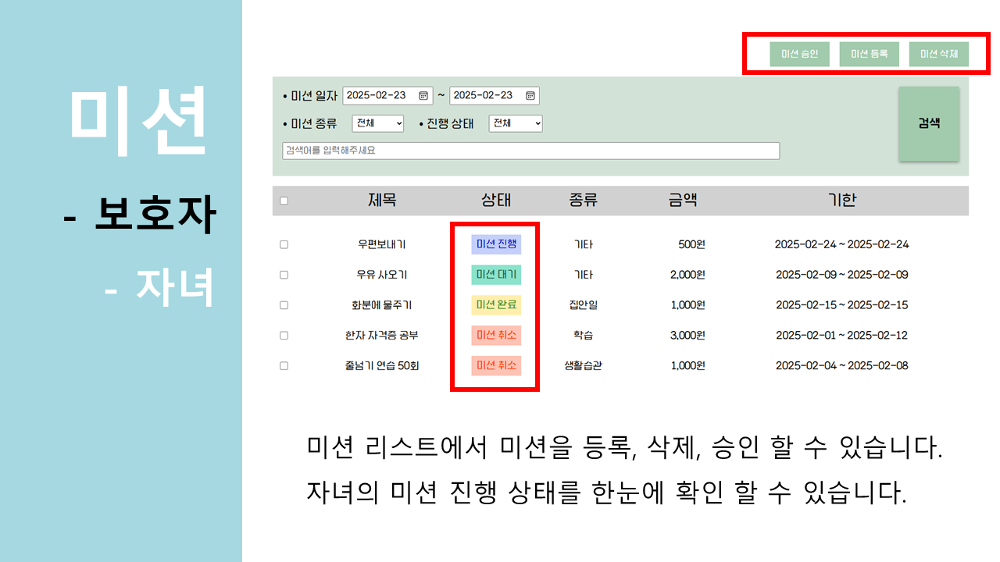 미션
- 보호자
- 자녀
미션 승인 미션 등록 미션 삭제
• 미션 일자 2025-02-23 ~ 2025-02-23
• 미션 종류 전체 • 진행 상태 전체
검색어를 입력해주세요
검색
제목 상태 종류 금액 기한
우편보내기 미션 진행 기타 500원 2025-02-24 ~ 2025-02-24
우유 사오기 미션 대기 기타 2,000원 2025-02-09 ~ 2025-02-09
화분에 물주기 미션 완료 집안일 1,000원 2025-02-15 ~ 2025-02-15
한자 자격증 공부 미션 취소 학습 3,000원 2025-02-01 ~ 2025-02-12
줄넘기 연습 50회 미션 취소 생활습관 1,000원 2025-02-04 ~ 2025-02-08
미션 리스트에서 미션을 등록, 삭제, 승인 할 수 있습니다.
자녀의 미션 진행 상태를 한눈에 확인 할 수 있습니다.